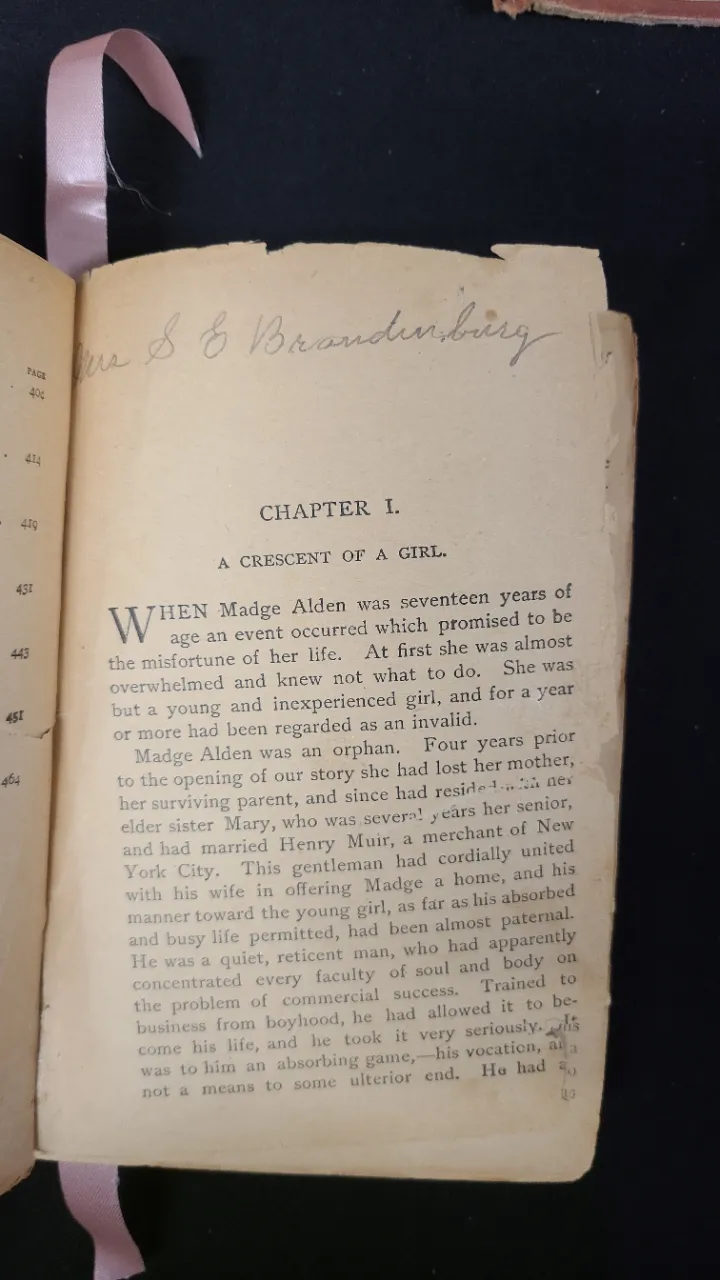 PAGE
404
414
419
431
443
451
464
Mrs S E Brandenburg
CHAPTER I.
A CRESCENT OF A GIRL.
WHEN Madge Alden was seventeen years of
age an event occurred which promised to be
the misfortune of her life. At first she was almost
overwhelmed and knew not what to do. She was
but a young and inexperienced girl, and for a year
or more had been regarded as an invalid.
Madge Alden was an orphan. Four years prior
to the opening of our story she had lost her mother,
her surviving parent, and since had resided with her
elder sister Mary, who was several years her senior,
and had married Henry Muir, a merchant of New
York City. This gentleman had cordially united
with his wife in offering Madge a home, and his
manner toward the young girl, as far as his absorbed
and busy life permitted, had been almost paternal.
He was a quiet, reticent man, who had apparently
concentrated every faculty of soul and body on
the problem of commercial success. Trained to
business from boyhood, he had allowed it to be-
come his life, and he took it very seriously. It
was to him an absorbing game,—his vocation,
not a means to some ulterior end. He had